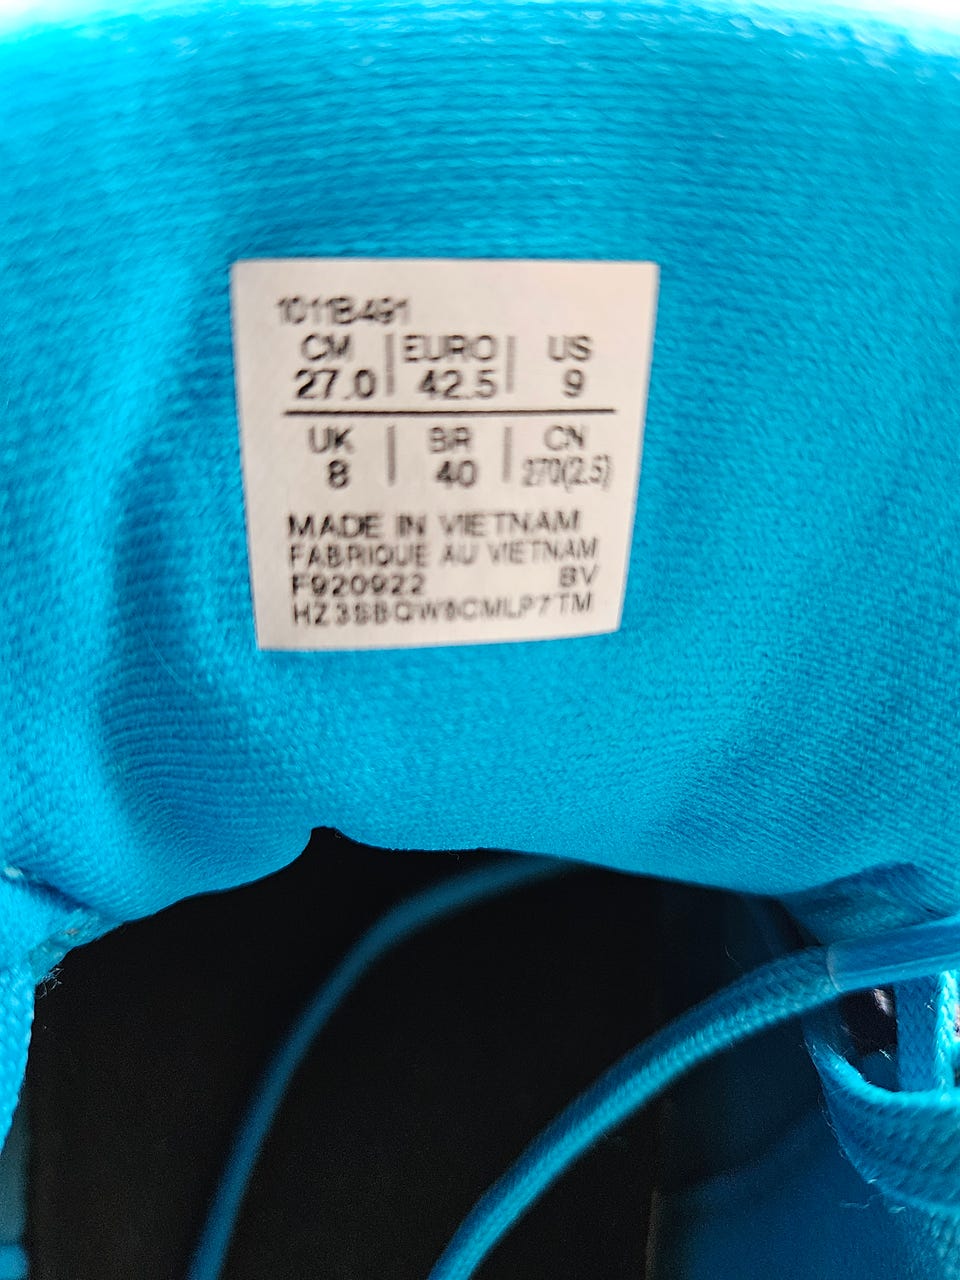 1011B491
CM | EURO | US
27.0 | 42.5 | 9
UK | BR | CN
8 | 40 | 270(2.5)
MADE IN VIETNAM
FABRIQUE AU VIETNAM
F920922 BV
HZ3SBQW9CMLP7TM